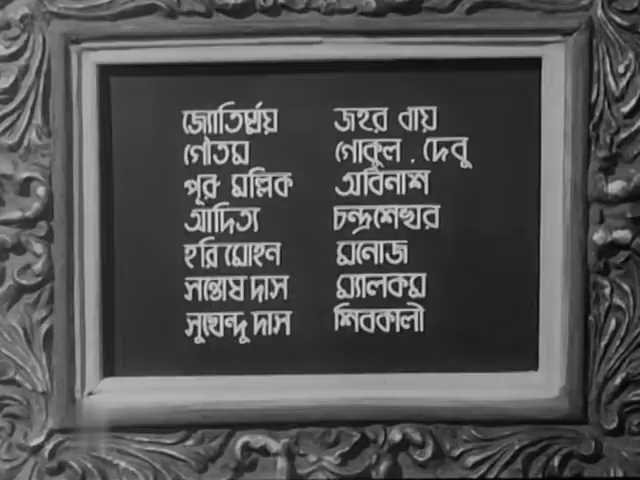 জ্যোতির্ম্ময় জহর রায়
গৌতম গোকুল . দেবু
পূরু মল্লিক অবিনাশ
আদিত্য চন্দ্রশেখর
হরি মোহন মনোজ
সন্তোষ দাস ম্যালকম
সুখেন্দু দাস শিবকালী